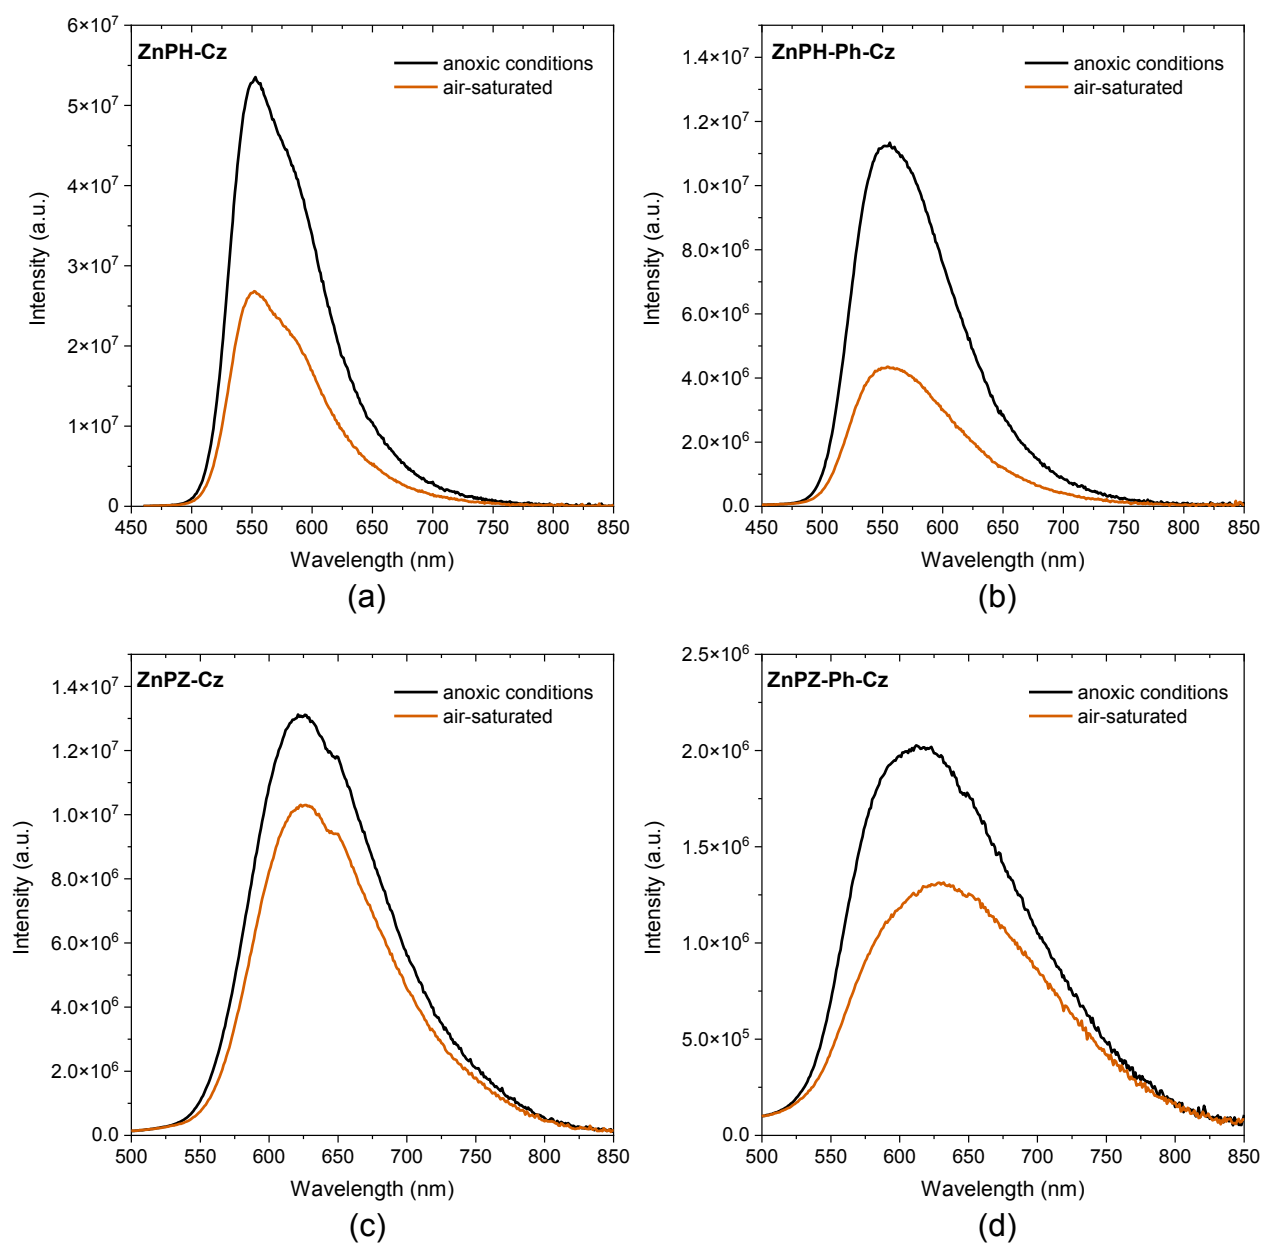 ZnPH-Cz
anoxic conditions
air-saturated
6×10⁷
5×10⁷
4×10⁷
3×10⁷
2×10⁷
1×10⁷
0
Intensity (a.u.)
450 500 550 600 650 700 750 800 850
Wavelength (nm)
(a)
ZnPH-Ph-Cz
anoxic conditions
air-saturated
1.4×10⁷
1.2×10⁷
1.0×10⁷
8.0×10⁶
6.0×10⁶
4.0×10⁶
2.0×10⁶
0.0
Intensity (a.u.)
450 500 550 600 650 700 750 800 850
Wavelength (nm)
(b)
ZnPZ-Cz
anoxic conditions
air-saturated
1.4×10⁷
1.2×10⁷
1.0×10⁷
8.0×10⁶
6.0×10⁶
4.0×10⁶
2.0×10⁶
0.0
Intensity (a.u.)
500 550 600 650 700 750 800 850
Wavelength (nm)
(c)
ZnPZ-Ph-Cz
anoxic conditions
air-saturated
2.5×10⁶
2.0×10⁶
1.5×10⁶
1.0×10⁶
5.0×10⁵
0.0
Intensity (a.u.)
500 550 600 650 700 750 800 850
Wavelength (nm)
(d)